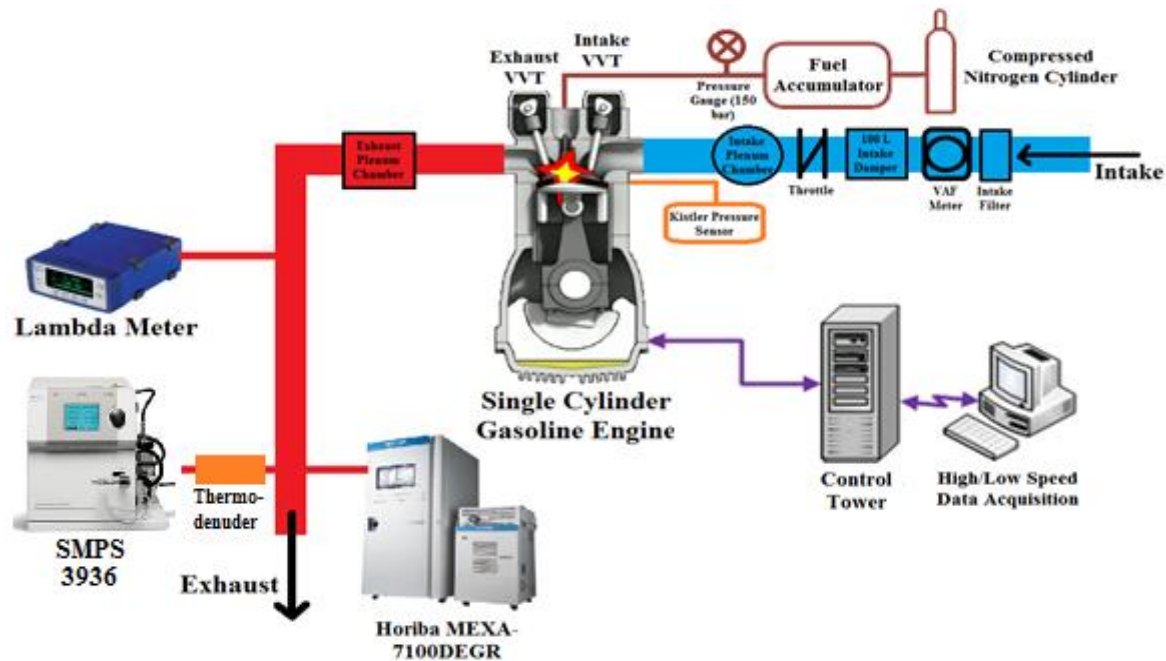 Exhaust
VVT
Intake
VVT
Pressure
Gauge (150
bar)
Fuel
Accumulator
Compressed
Nitrogen Cylinder
Exhaust
Plenum
Chamber
Intake
Plenum
Chamber
Throttle
100 L
Intake
Damper
VAF
Meter
Intake
Filter
Intake
Kistler Pressure
Sensor
Lambda Meter
Single Cylinder
Gasoline Engine
Control
Tower
High/Low Speed
Data Acquisition
Thermo-
denuder
SMPS
3936
Exhaust
Horiba MEXA-
7100DEGR